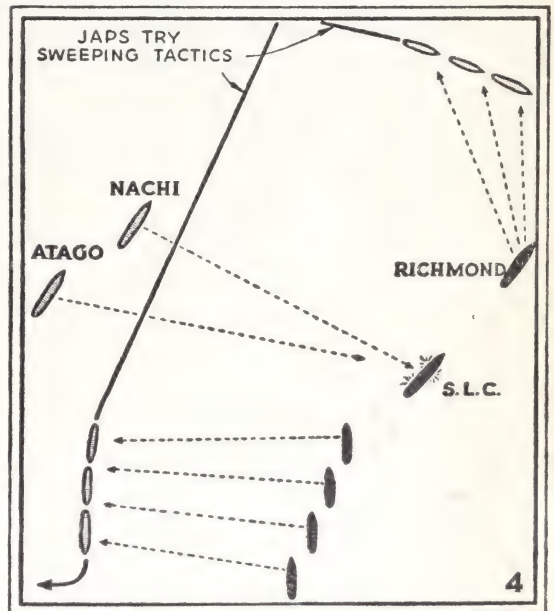 JAPS TRY
SWEEPING TACTICS
NACHI
ATAGO
RICHMOND
S.L.C.
4